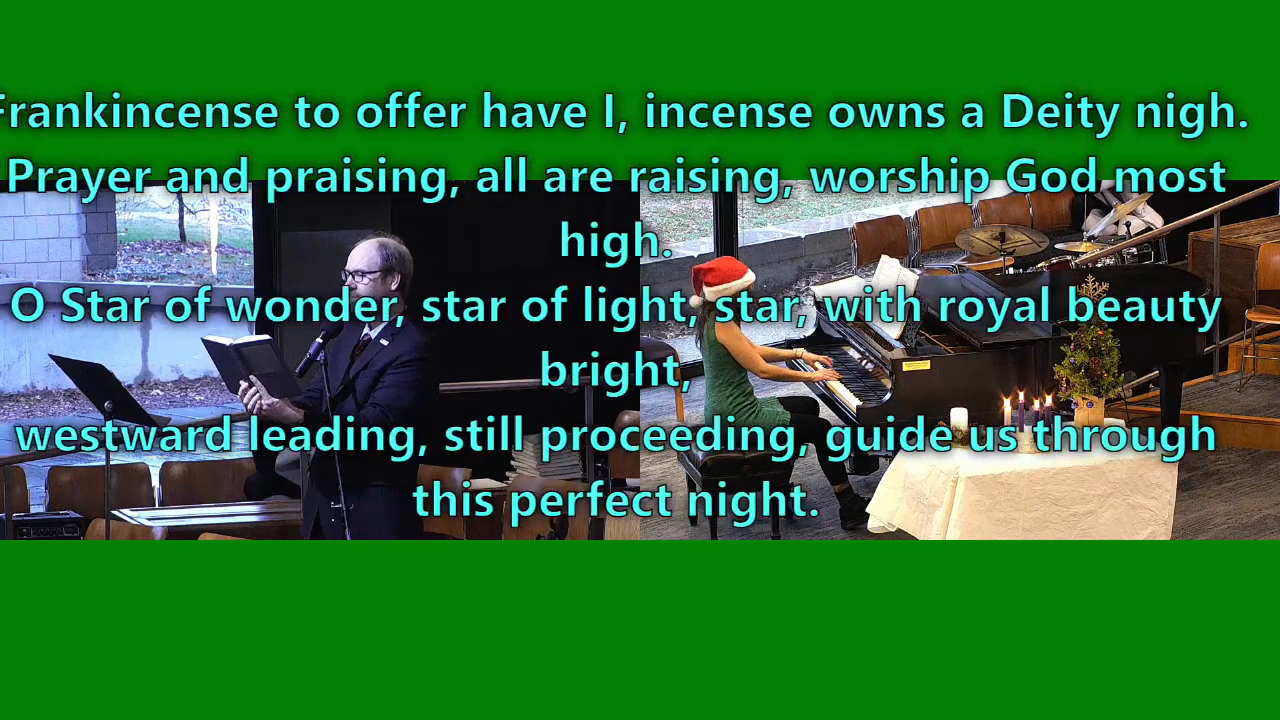 Frankincense to offer have I, incense owns a Deity nigh.
Prayer and praising, all are raising, worship God most
high.
O Star of wonder, star of light, star, with royal beauty
bright,
westward leading, still proceeding, guide us through
this perfect night.